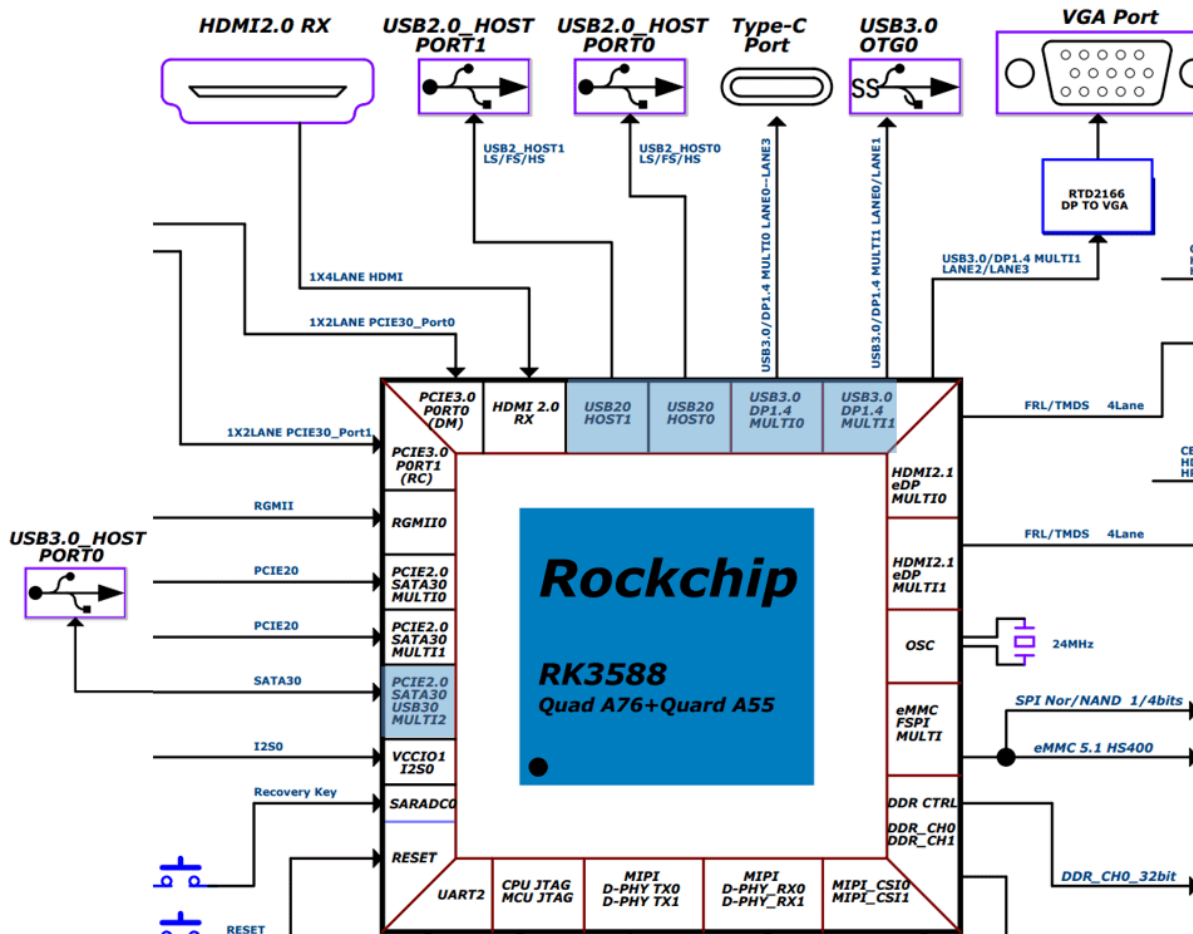 HDMI2.0 RX
USB2.0_HOST
PORT1
USB2.0_HOST
PORT0
Type-C
Port
USB3.0
OTG0
VGA Port
SS
USB2_HOST1
LS/FS/HS
USB2_HOST0
LS/FS/HS
USB3.0/DP1.4 MULTI0 LANE0--LANE3
USB3.0/DP1.4 MULTI1 LANE0/LANE1
RTD2166
DP TO VGA
USB3.0/DP1.4 MULTI1
LANE2/LANE3
1X4LANE HDMI
1X2LANE PCIE30_Port0
1X2LANE PCIE30_Port1
PCIE3.0
P0RT0
(DM)
HDMI 2.0
RX
USB20
HOST1
USB20
HOST0
USB3.0
DP1.4
MULTI0
USB3.0
DP1.4
MULTI1
PCIE3.0
P0RT1
(RC)
RGMII
RGMII0
USB3.0_HOST
PORT0
PCIE20
PCIE2.0
SATA30
MULTI0
PCIE20
PCIE2.0
SATA30
MULTI1
SATA30
PCIE2.0
SATA30
USB30
MULTI2
I2S0
VCCIO1
I2S0
Recovery Key
SARADC0
RESET
RESET
Rockchip
RK3588
Quad A76+Quard A55
HDMI2.1
eDP
MULTI0
FRL/TMDS 4Lane
HDMI2.1
eDP
MULTI1
FRL/TMDS 4Lane
OSC
24MHz
eMMC
FSPI
MULTI
SPI Nor/NAND 1/4bits
eMMC 5.1 HS400
DDR CTRL
DDR_CH0
DDR_CH1
DDR_CH0_32bit
UART2
CPU JTAG
MCU JTAG
MIPI
D-PHY TX0
D-PHY TX1
MIPI
D-PHY_RX0
D-PHY_RX1
MIPI_CSI0
MIPI_CSI1